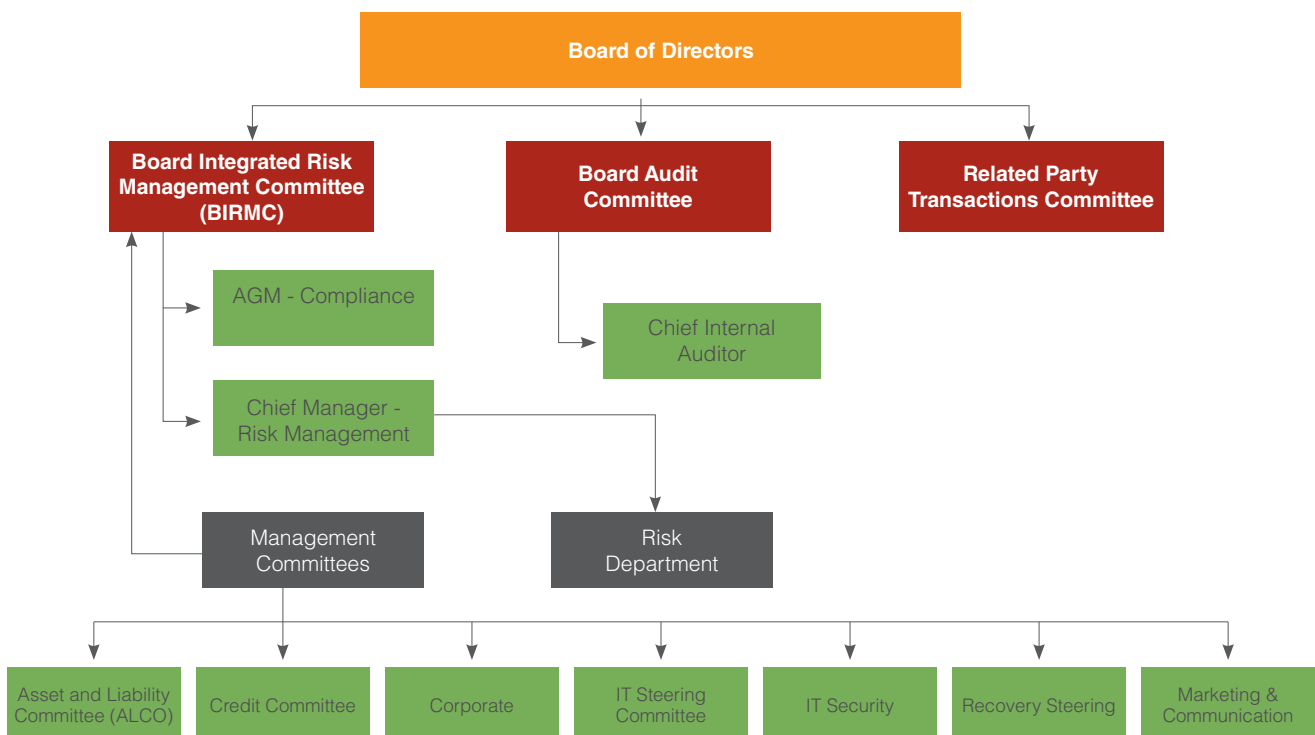 Board of Directors
Board Integrated Risk
Management Committee
(BIRMC)
Board Audit
Committee
Related Party
Transactions Committee
AGM - Compliance
Chief Internal
Auditor
Chief Manager -
Risk Management
Management
Committees
Risk
Department
Asset and Liability
Committee (ALCO)
Credit Committee
Corporate
IT Steering
Committee
IT Security
Recovery Steering
Marketing &
Communication